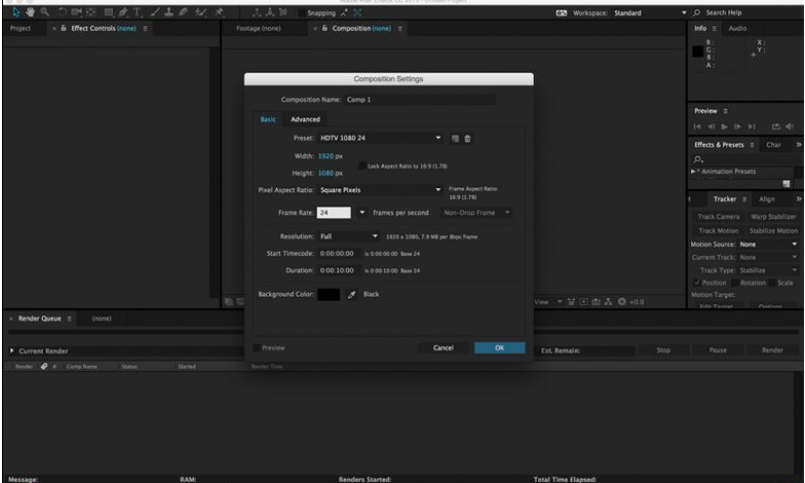 Adobe After Effects CC 2015 - Untitled Project
Snapping
Workspace: Standard
Search Help
Project
Effect Controls (none)
Footage (none)
Composition (none)
Info
Audio
R :
G :
B :
A :
X :
Y :
Composition Settings
Composition Name: Comp 1
Basic
Advanced
Preset: HDTV 1080 24
Width: 1920 px
Height: 1080 px
Lock Aspect Ratio to 16:9 (1.78)
Pixel Aspect Ratio: Square Pixels
Frame Aspect Ratio:
16:9 (1.78)
Frame Rate: 24 frames per second Non-Drop Frame
Resolution: Full 1920 x 1080, 7.9 MB per 8bpc frame
Start Timecode: 0:00:00:00 is 0:00:00:00 Base 24
Duration: 0:00:10:00 is 0:00:10:00 Base 24
Background Color: Black
Preview
Cancel
OK
Preview
Effects & Presets
Char
* Animation Presets
Tracker
Align
Track Camera Warp Stabilizer
Track Motion Stabilize Motion
Motion Source: None
Current Track: None
Track Type: Stabilize
Position Rotation Scale
Motion Target:
Edit Target... Options...
View
+0.0
Render Queue
(none)
Current Render
Est. Remain:
Stop
Pause
Render
Render # Comp Name Status Started Render Time
Message: RAM: Renders Started: Total Time Elapsed: